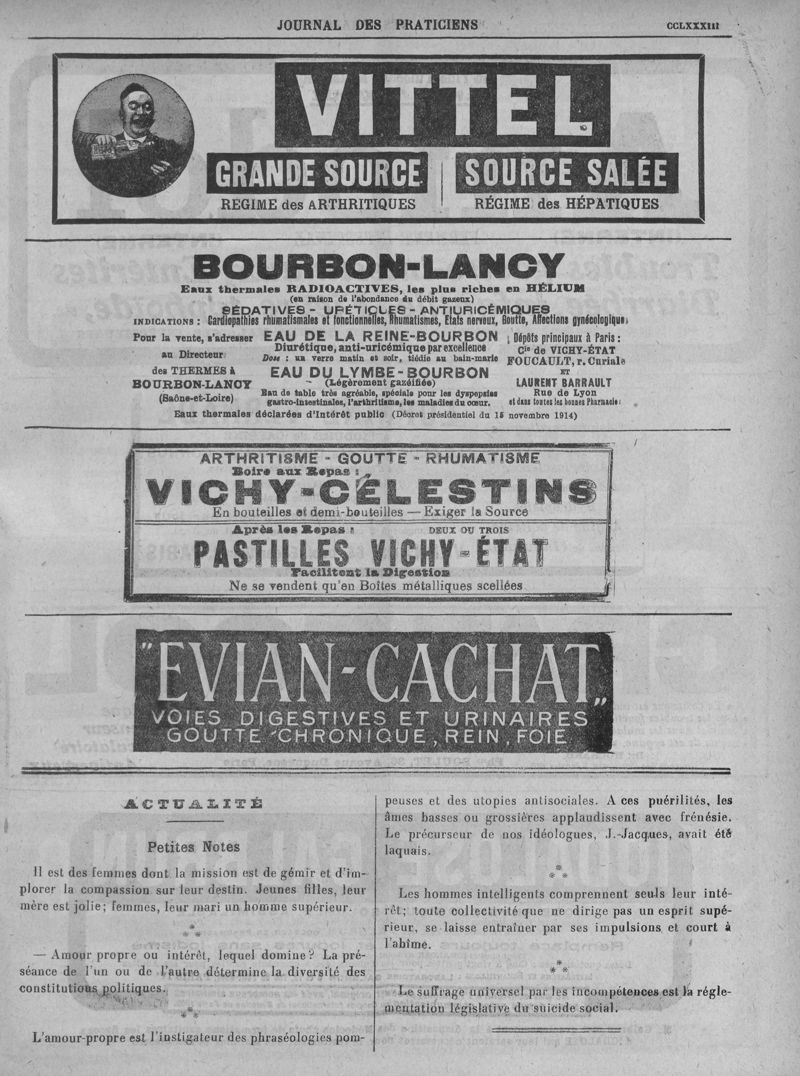 JOURNAL DES PRATICIENS
CCLXXXIII
VITTEL
GRANDE SOURCE
SOURCE SALÉE
RÉGIME des ARTHRITIQUES
RÉGIME des HÉPATIQUES
BOURBON-LANCY
Eaux thermales RADIOACTIVES, les plus riches en HÉLIUM
(en raison de l'abondance du débit gazeux)
SÉDATIVES - URÉTIQUES - ANTIURICÉMIQUES
INDICATIONS : Cardiopathies rhumatismales et fonctionnelles, Rhumatismes, Etats nerveux, Goutte, Affections gynécologiques
Pour la vente, s'adresser
au Directeur
des THERMES à
BOURBON-LANCY
(Saône-et-Loire)
EAU DE LA REINE-BOURBON
Diurétique, anti-uricémique par excellence
Dose : un verre matin et soir, tiédie au bain-marie
EAU DU LYMBE-BOURBON
(Légèrement gazéifiée)
Eau de table très agréable, spéciale pour les dyspepsies
gastro-intestinales, l'arthritisme, les maladies du cœur.
Dépôts principaux à Paris :
Cie de VICHY-ÉTAT
FOUCAULT, r. Curiale
ET
LAURENT BARRAULT
Rue de Lyon
et dans toutes les bonnes Pharmacies
Eaux thermales déclarées d'Intérêt public (Décret présidentiel du 15 novembre 1914)
ARTHRITISME - GOUTTE - RHUMATISME
Boire aux Repas :
VICHY-CÉLESTINS
En bouteilles et demi-bouteilles — Exiger la Source
Après les Repas : DEUX OU TROIS
PASTILLES VICHY-ÉTAT
Facilitent la Digestion
Ne se vendent qu'en Boîtes métalliques scellées
"EVIAN-CACHAT"
VOIES DIGESTIVES ET URINAIRES
GOUTTE CHRONIQUE, REIN, FOIE
ACTUALITÉ
Petites Notes
Il est des femmes dont la mission est de gémir et d'im-
plorer la compassion sur leur destin. Jeunes filles, leur
mère est jolie ; femmes, leur mari un homme supérieur.
* * *
— Amour propre ou intérêt, lequel domine ? La pré-
séance de l'un ou de l'autre détermine la diversité des
constitutions politiques.
* * *
L'amour-propre est l'instigateur des phraséologies pom-
peuses et des utopies antisociales. A ces puérilités, les
âmes basses ou grossières applaudissent avec frénésie.
Le précurseur de nos idéologues, J.-Jacques, avait été
laquais.
* * *
Les hommes intelligents comprennent seuls leur inté-
rêt ; toute collectivité que ne dirige pas un esprit supé-
rieur, se laisse entraîner par ses impulsions et court à
l'abîme.
* * *
Le suffrage universel par les incompétences est la régle-
mentation législative du suicide social.